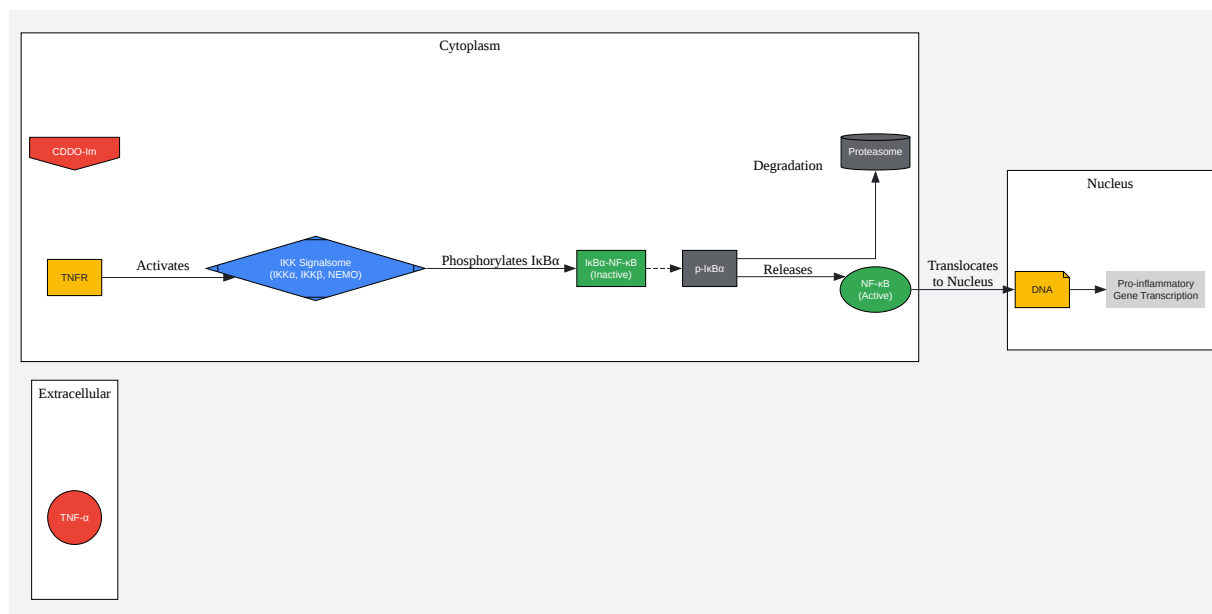 Cytoplasm
CDDO-Im
Proteasome
Degradation
Nucleus
TNFR
Activates
IKK Signalsome
(IKKα, IKKβ, NEMO)
Phosphorylates IκBα
IκBα-NF-κB
(Inactive)
p-IκBα
Releases
NF-κB
(Active)
Translocates
to Nucleus
DNA
Pro-inflammatory
Gene Transcription
Extracellular
TNF-α